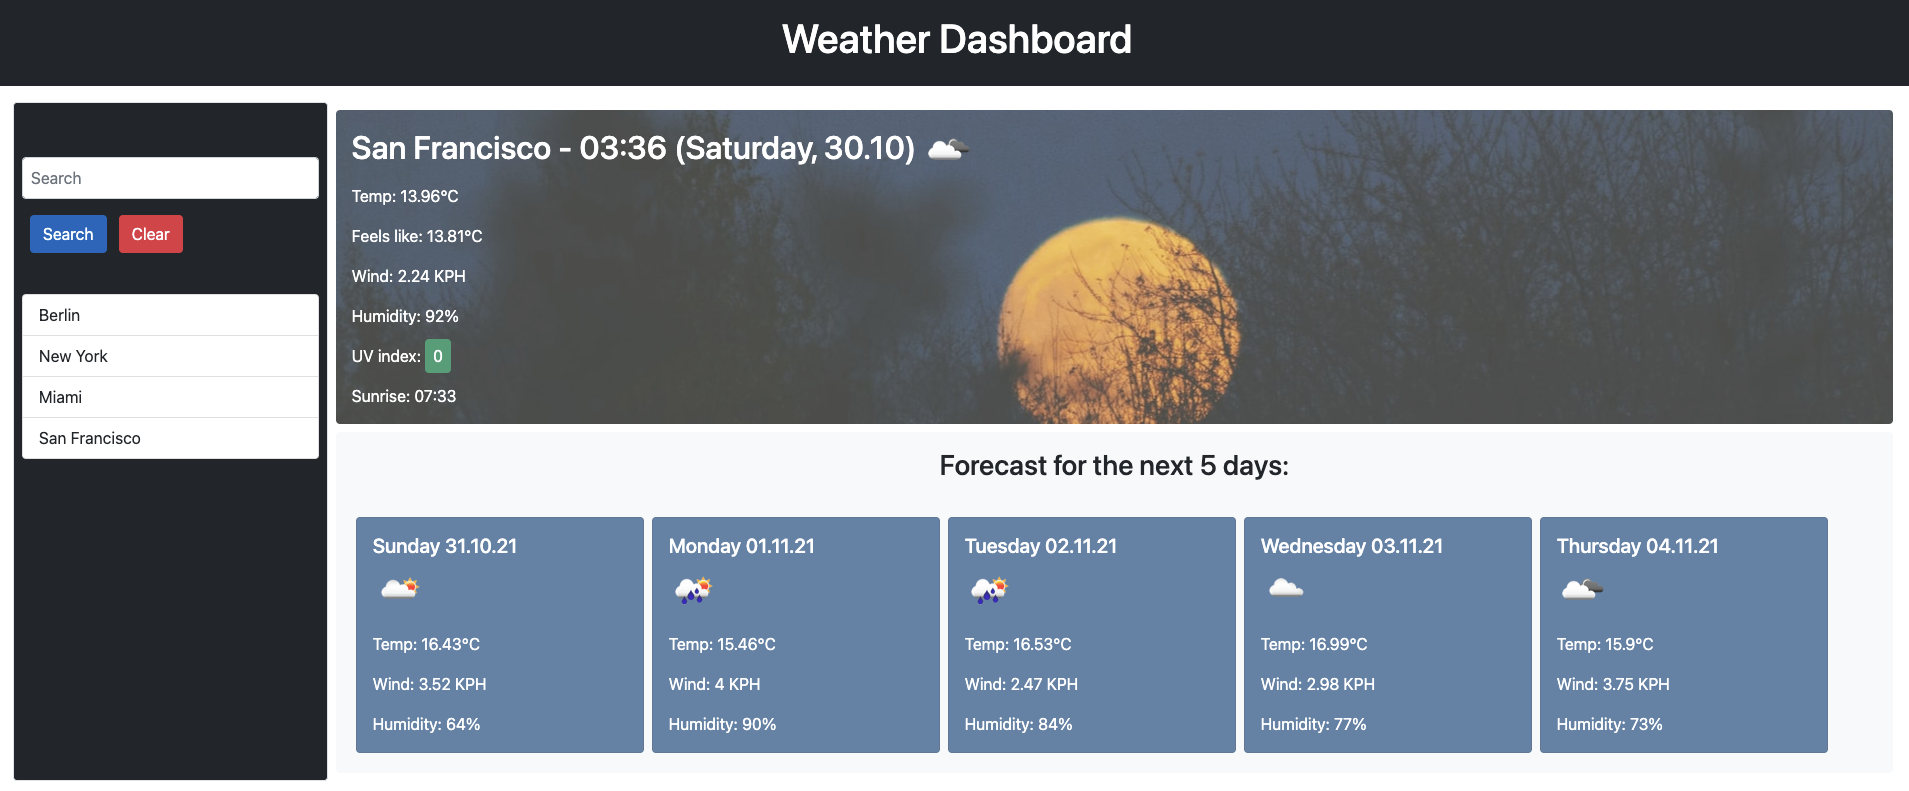 Weather Dashboard
Search
Search Clear
Berlin
New York
Miami
San Francisco
San Francisco - 03:36 (Saturday, 30.10)
Temp: 13.96°C
Feels like: 13.81°C
Wind: 2.24 KPH
Humidity: 92%
UV index: 0
Sunrise: 07:33
Forecast for the next 5 days:
Sunday 31.10.21
Temp: 16.43°C
Wind: 3.52 KPH
Humidity: 64%
Monday 01.11.21
Temp: 15.46°C
Wind: 4 KPH
Humidity: 90%
Tuesday 02.11.21
Temp: 16.53°C
Wind: 2.47 KPH
Humidity: 84%
Wednesday 03.11.21
Temp: 16.99°C
Wind: 2.98 KPH
Humidity: 77%
Thursday 04.11.21
Temp: 15.9°C
Wind: 3.75 KPH
Humidity: 73%